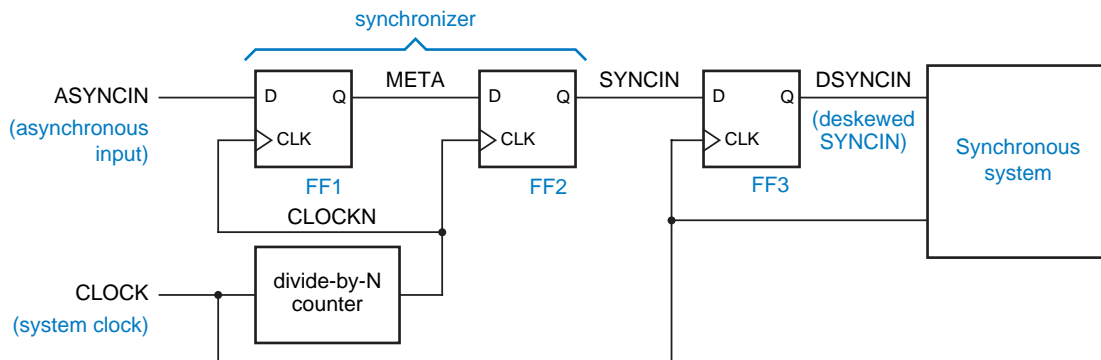 synchronizer
ASYNCIN
(asynchronous
input)
D
Q
CLK
FF1
META
D
Q
CLK
FF2
SYNCIN
D
Q
CLK
FF3
DSYNCIN
(deskewed
SYNCIN)
Synchronous
system
CLOCKN
CLOCK
(system clock)
divide-by-N
counter